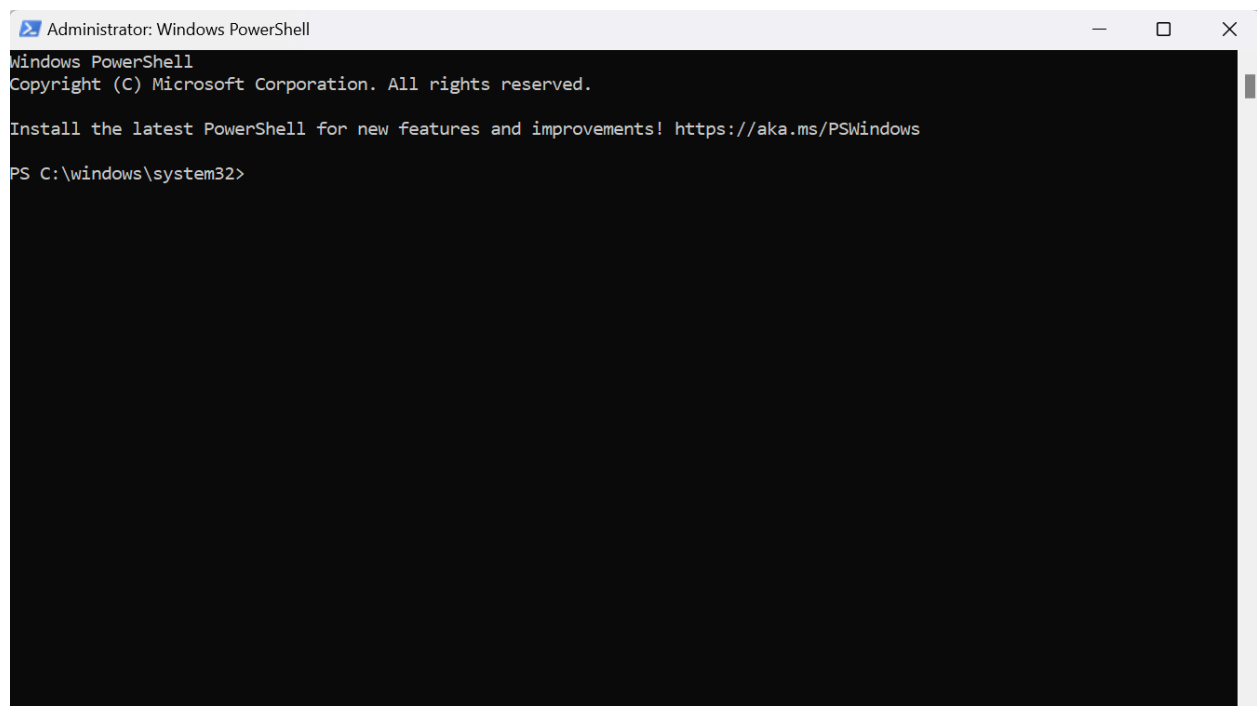 Administrator: Windows PowerShell
Windows PowerShell
Copyright (C) Microsoft Corporation. All rights reserved.
Install the latest PowerShell for new features and improvements! https://aka.ms/PSWindows
PS C:\windows\system32>